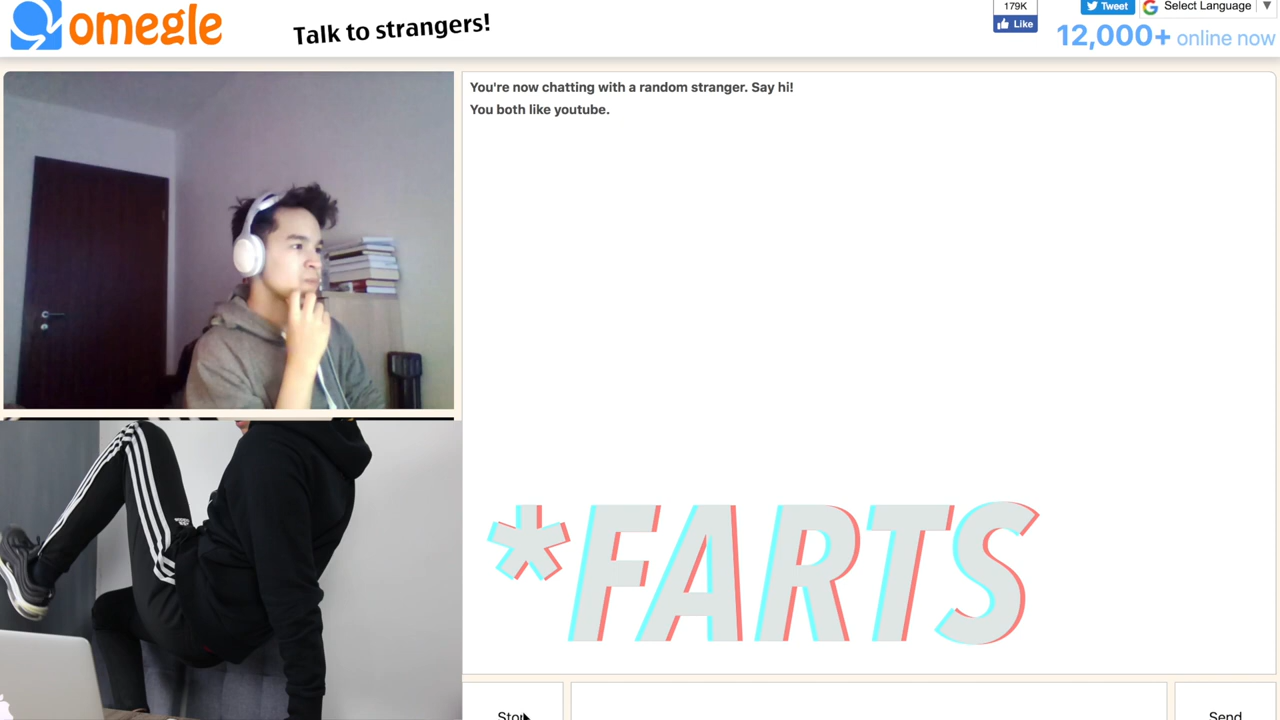 omegle
Talk to strangers!
179K
Like
Tweet
Select Language
12,000+ online now
You're now chatting with a random stranger. Say hi!
You both like youtube.
*FARTS
Stop
Send